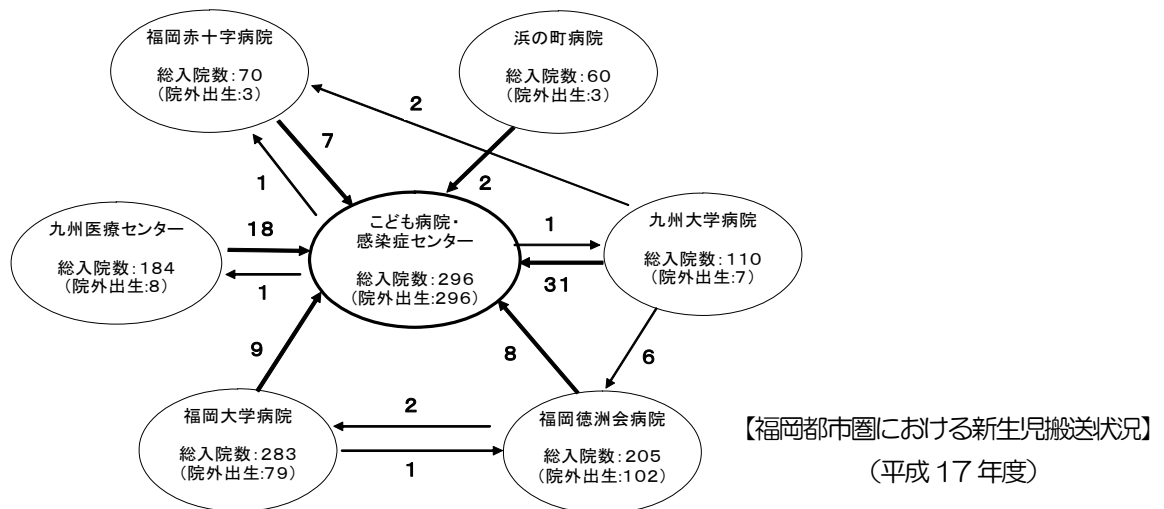 福岡赤十字病院
総入院数：70
（院外出生：3）
浜の町病院
総入院数：60
（院外出生：3）
2
7
1
2
九州医療センター
総入院数：184
（院外出生：8）
18
1
こども病院・
感染症センター
総入院数：296
（院外出生：296）
1
31
九州大学病院
総入院数：110
（院外出生：7）
9
8
6
福岡大学病院
総入院数：283
（院外出生：79）
2
1
福岡徳洲会病院
総入院数：205
（院外出生：102）
【福岡都市圏における新生児搬送状況】
（平成17年度）